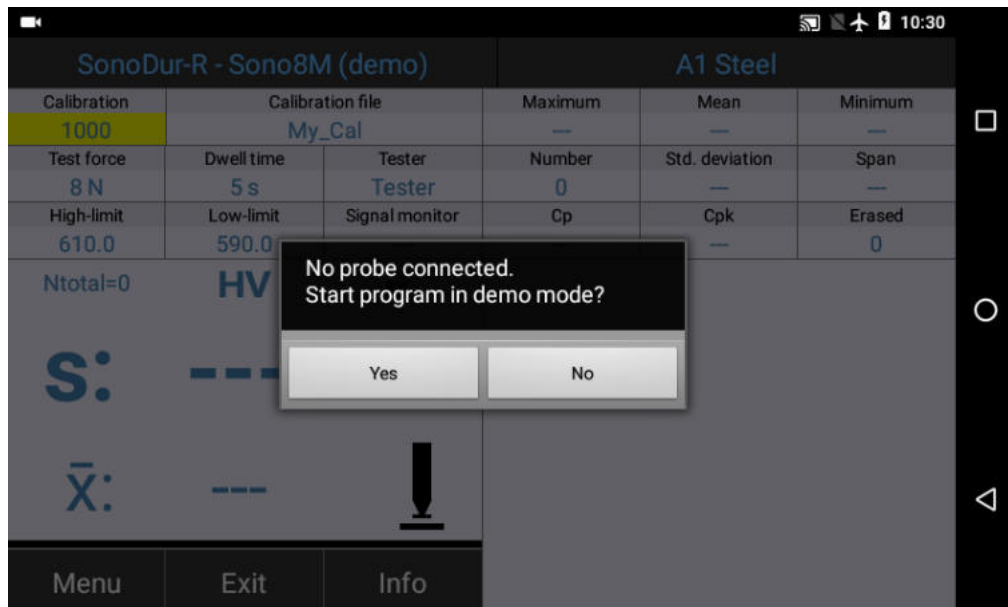 10:30
SonoDur-R - Sono8M (demo) A1 Steel
Calibration Calibration file Maximum Mean Minimum
1000 My_Cal --- --- ---
Test force Dwell time Tester Number Std. deviation Span
8 N 5 s Tester 0 --- ---
High-limit Low-limit Signal monitor Cp Cpk Erased
610.0 590.0 --- 0
Ntotal=0 HV
No probe connected.
Start program in demo mode?
Yes No
s: ---
x̄: ---
Menu Exit Info